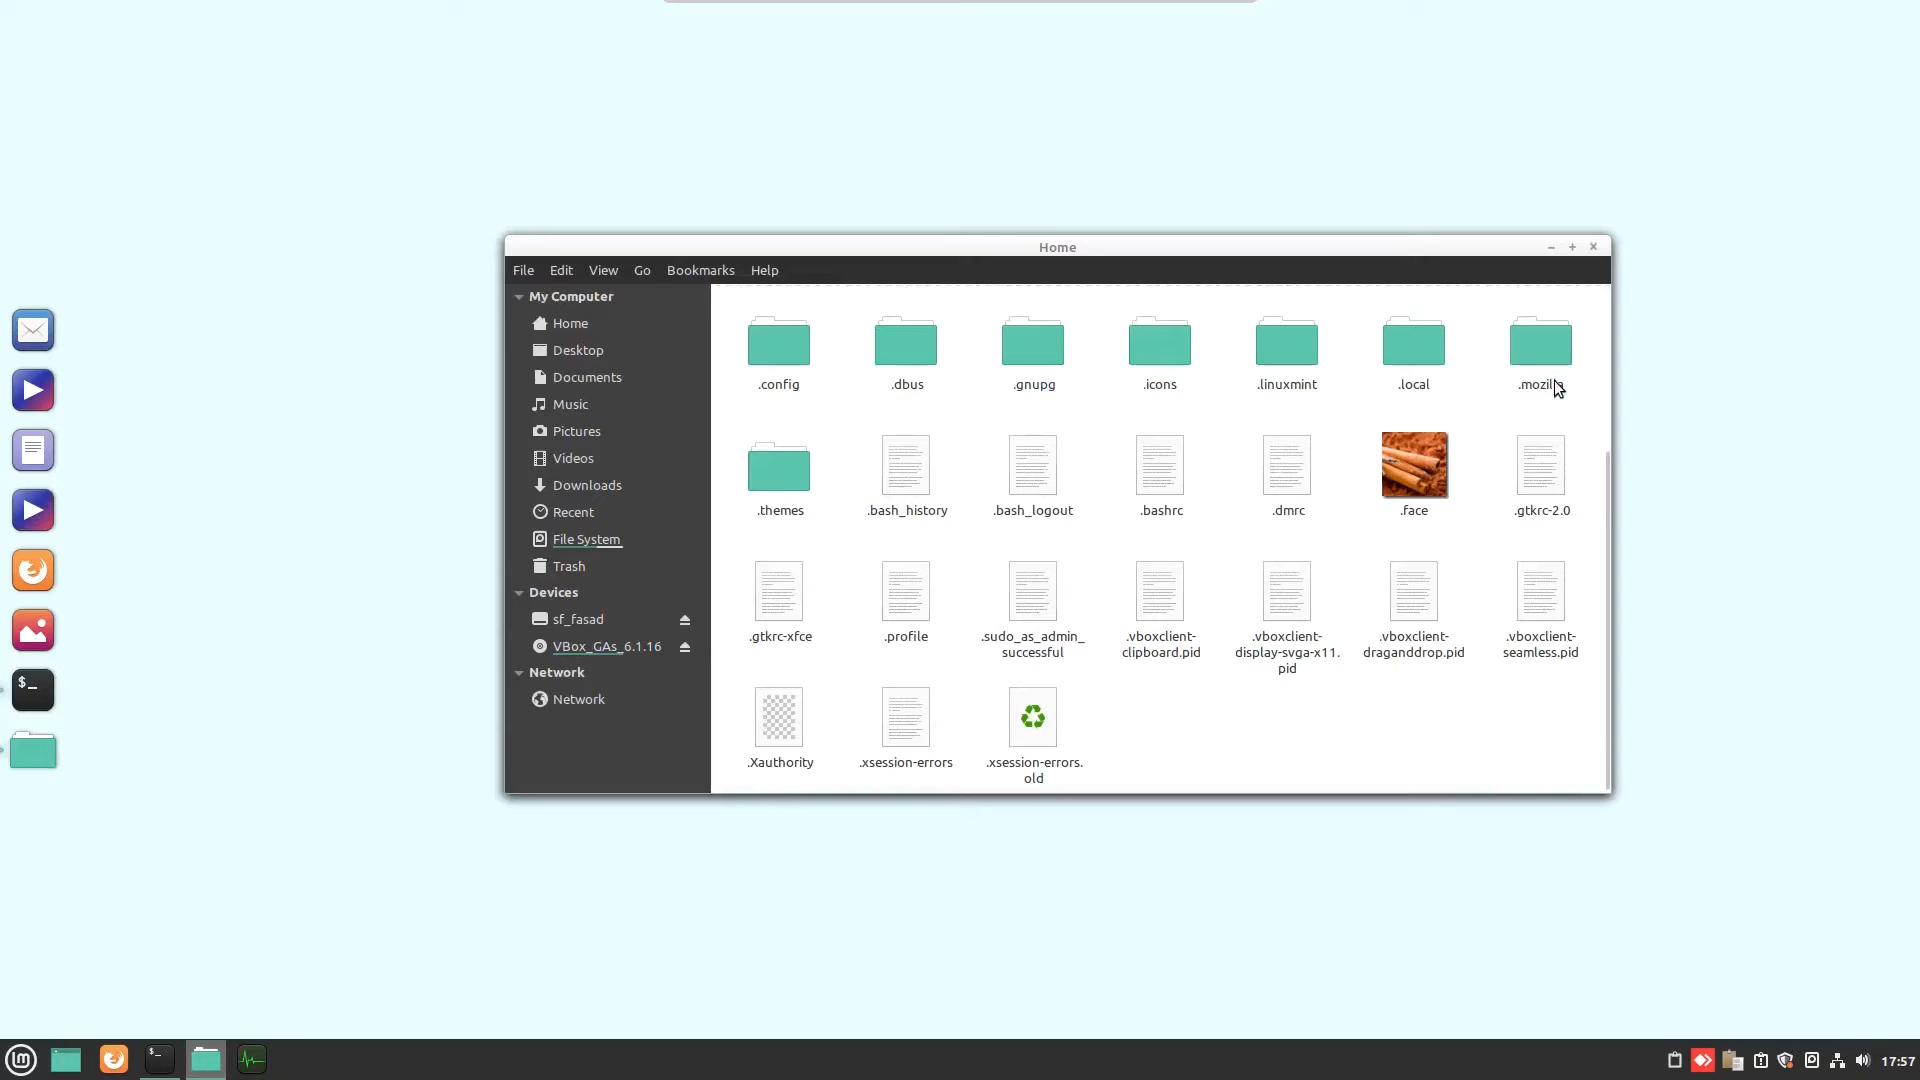 Home
File Edit View Go Bookmarks Help
My Computer
Home
Desktop
Documents
Music
Pictures
Videos
Downloads
Recent
File System
Trash
Devices
sf_fasad
VBox_GAs_6.1.16
Network
Network
.config .dbus .gnupg .icons .linuxmint .local .mozilla
.themes .bash_history .bash_logout .bashrc .dmrc .face .gtkrc-2.0
.gtkrc-xfce .profile .sudo_as_admin_ .vboxclient- .vboxclient- .vboxclient- .vboxclient-
successful clipboard.pid display-svga-x11. draganddrop.pid seamless.pid
pid
.Xauthority .xsession-errors .xsession-errors.
old
$_
lm $_ 17:57